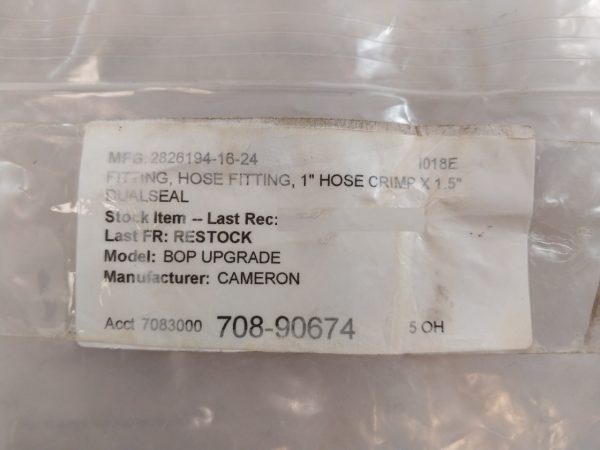 MFG: 2826194-16-24 I018E
FITTING, HOSE FITTING, 1" HOSE CRIMP X 1.5"
DUALSEAL
Stock Item -- Last Rec:
Last FR: RESTOCK
Model: BOP UPGRADE
Manufacturer: CAMERON
Acct 7083000 708-90674 5 OH